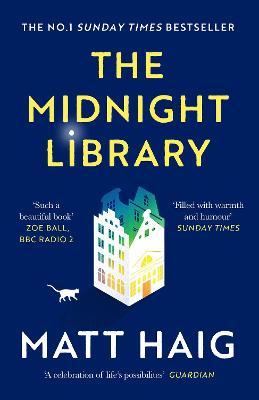 THE NO.1 SUNDAY TIMES BESTSELLER
THE
MIDNIGHT
LiBRARY
'Such a
beautiful book'
ZOE BALL,
BBC RADIO 2
'Filled with warmth
and humour'
SUNDAY TIMES
MATT HAIG
'A celebration of life's possibilities' GUARDIAN